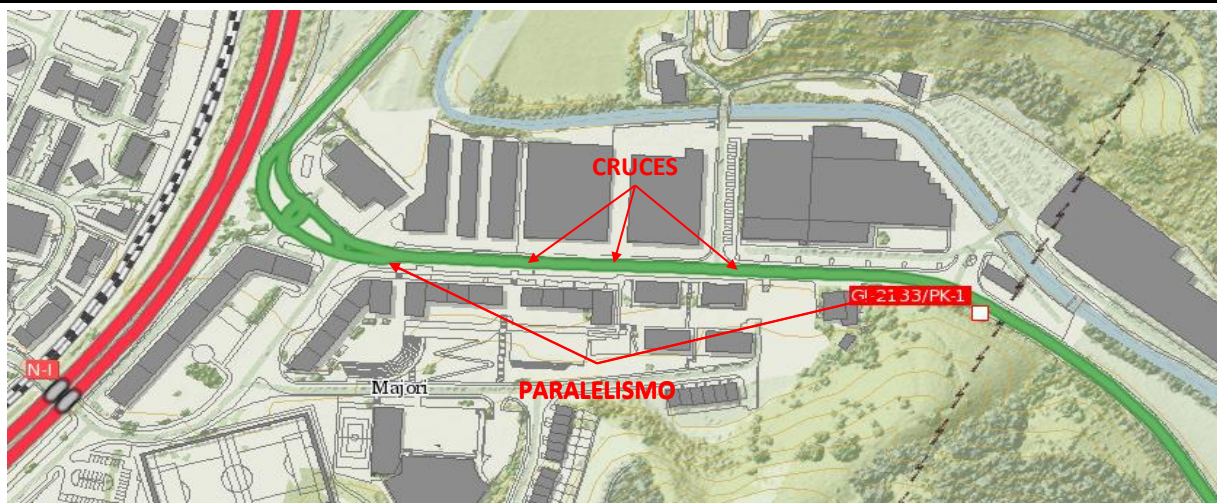 CRUCES
GI-2133/PK-1
N-I
Majori
PARALELISMO